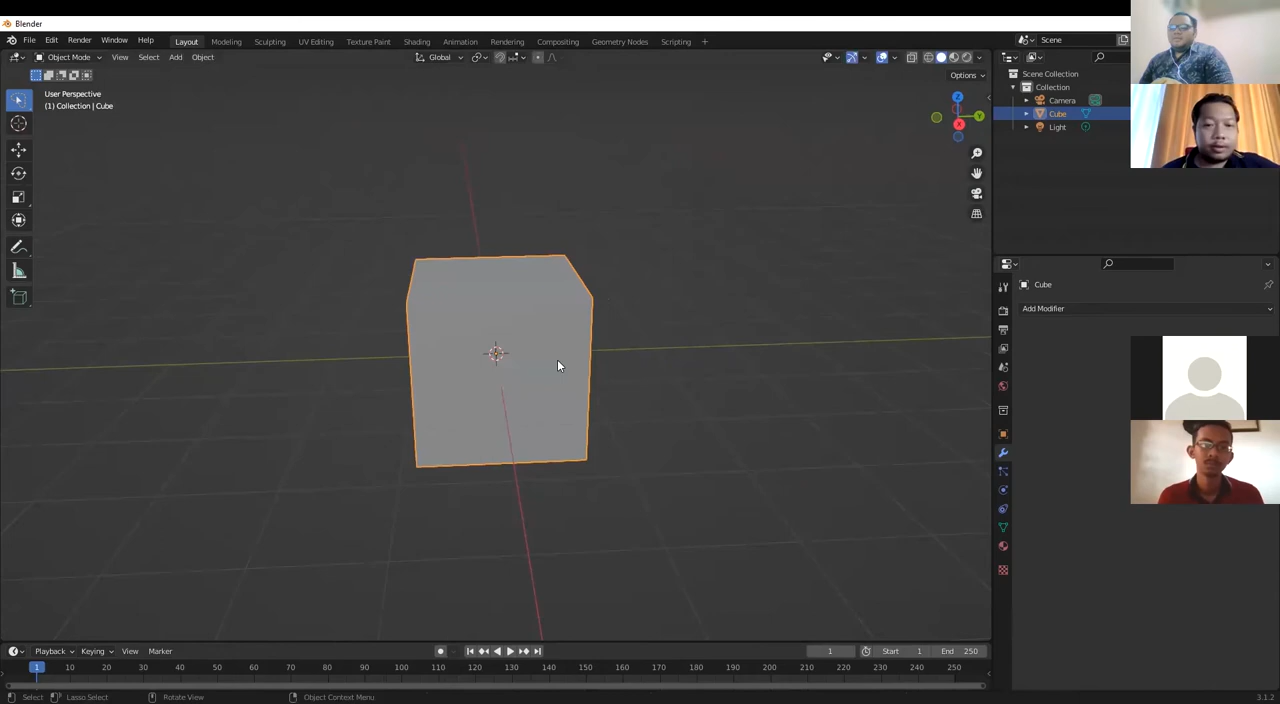 Blender
File Edit Render Window Help Layout Modeling Sculpting UV Editing Texture Paint Shading Animation Rendering Compositing Geometry Nodes Scripting + Scene
Object Mode View Select Add Object Global
Options
User Perspective
(1) Collection | Cube
Z
Y
X
Scene Collection
Collection
Camera
Cube
Light
Cube
Add Modifier
Playback Keying View Marker 1 Start 1 End 250
1 10 20 30 40 50 60 70 80 90 100 110 120 130 140 150 160 170 180 190 200 210 220 230 240 250
Select Lasso Select Rotate View Object Context Menu 3.1.2